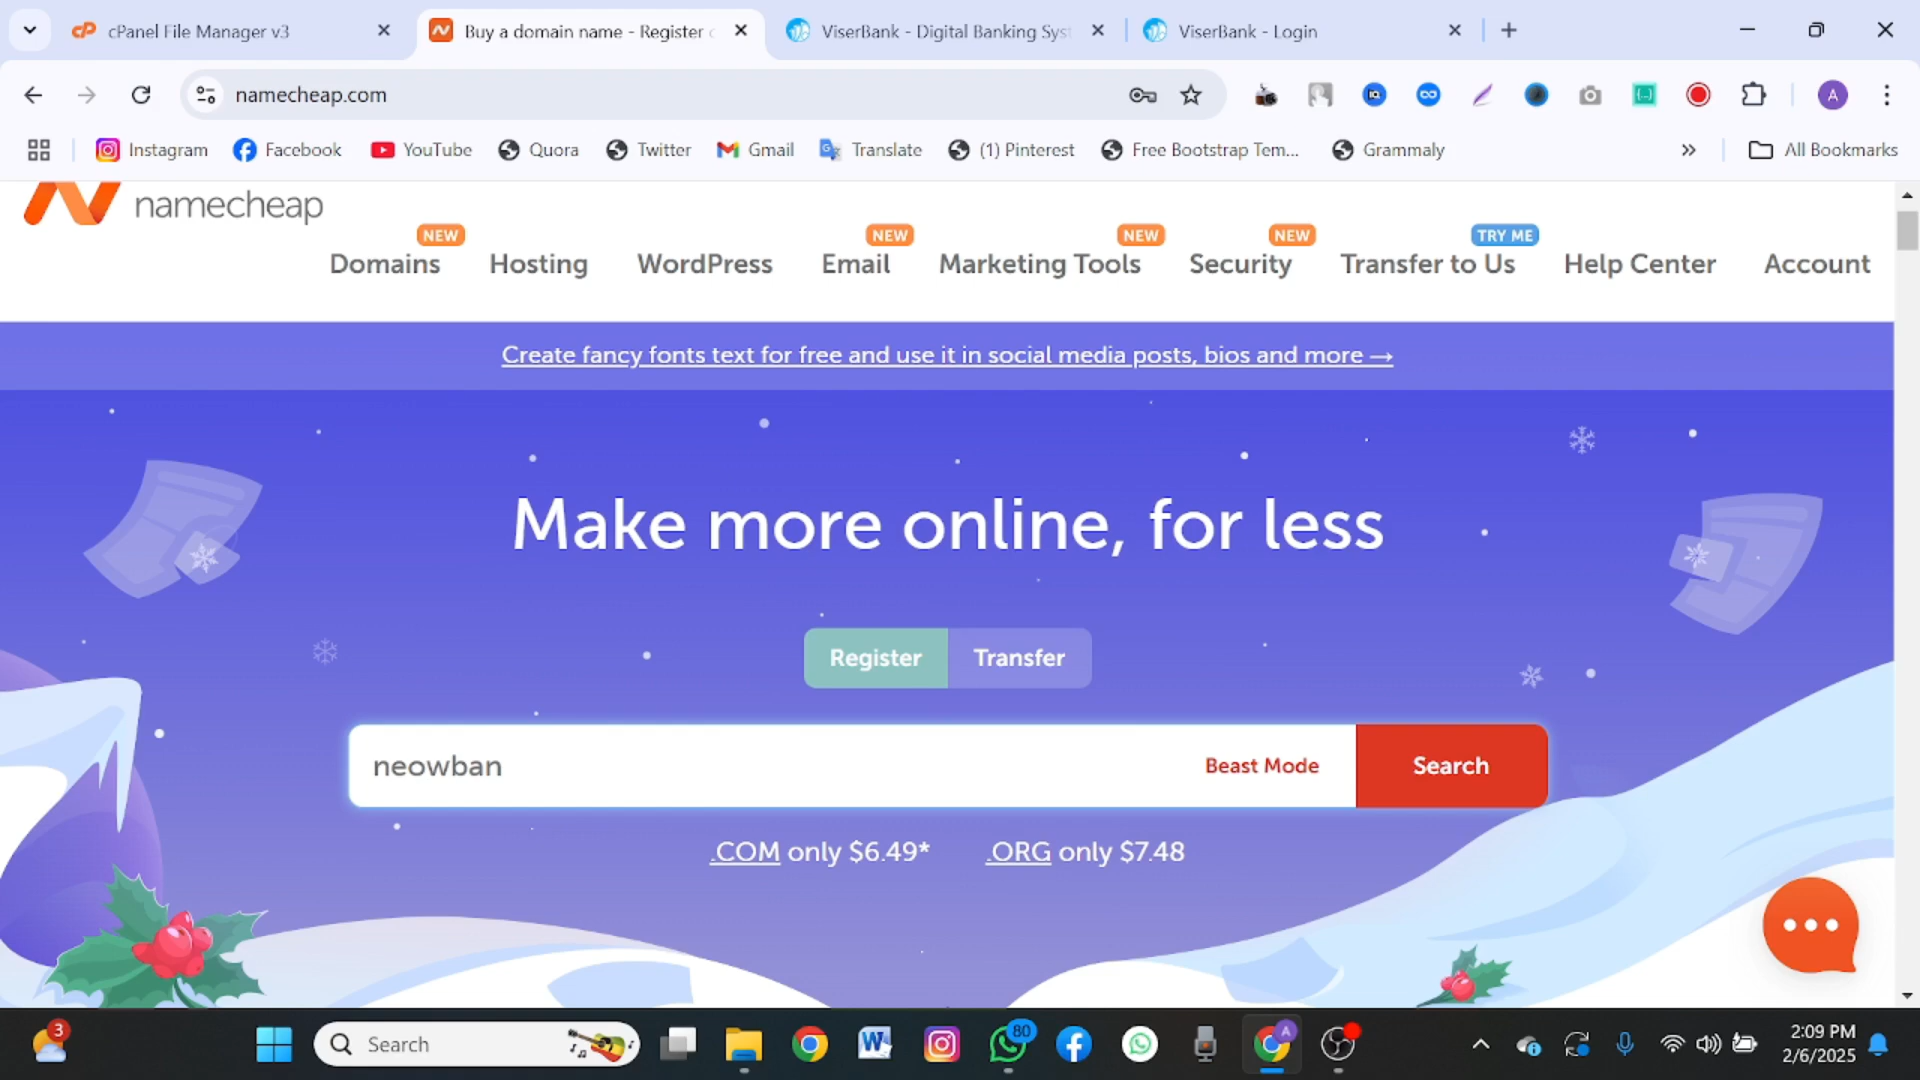 cPanel File Manager v3
Buy a domain name - Register
ViserBank - Digital Banking Syst
ViserBank - Login
namecheap.com
A
Instagram
Facebook
YouTube
Quora
Twitter
Gmail
Translate
(1) Pinterest
Free Bootstrap Tem...
Grammaly
All Bookmarks
namecheap
NEW
NEW
NEW
NEW
TRY ME
Domains
Hosting
WordPress
Email
Marketing Tools
Security
Transfer to Us
Help Center
Account
Create fancy fonts text for free and use it in social media posts, bios and more →
Make more online, for less
Register
Transfer
neowban
Beast Mode
Search
.COM only $6.49*
.ORG only $7.48
3
Search
80
A
2:09 PM
2/6/2025